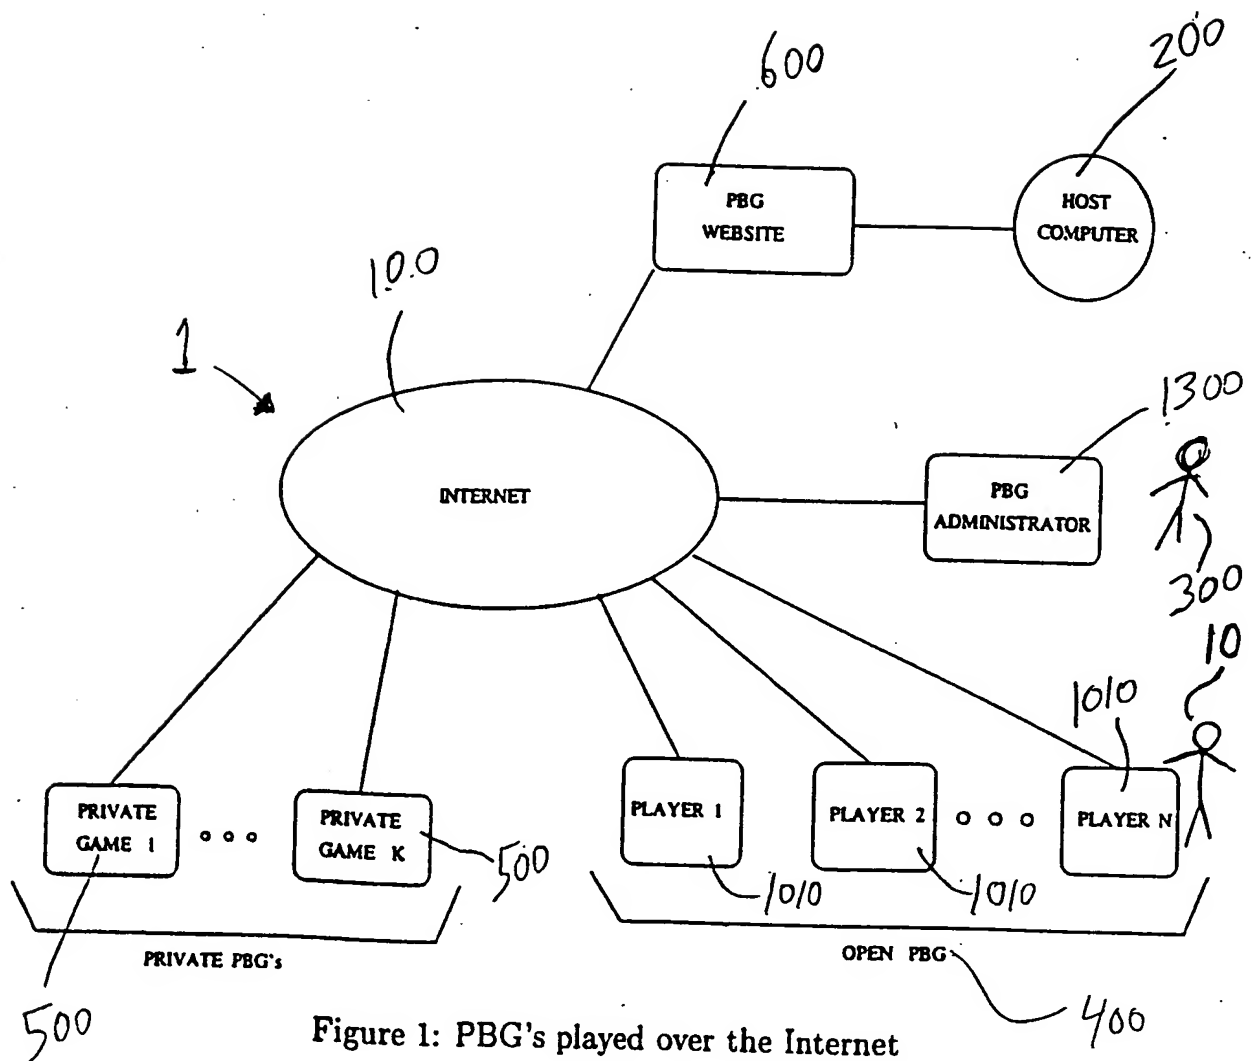 600
200
PBG
WEBSITE
HOST
COMPUTER
100
1
1300
INTERNET
PBG
ADMINISTRATOR
300
10
1010
PRIVATE
GAME 1
PRIVATE
GAME K
PLAYER 1
PLAYER 2
PLAYER N
500
1010
1010
PRIVATE PBG's
OPEN PBG
500
400
Figure 1: PBG's played over the Internet